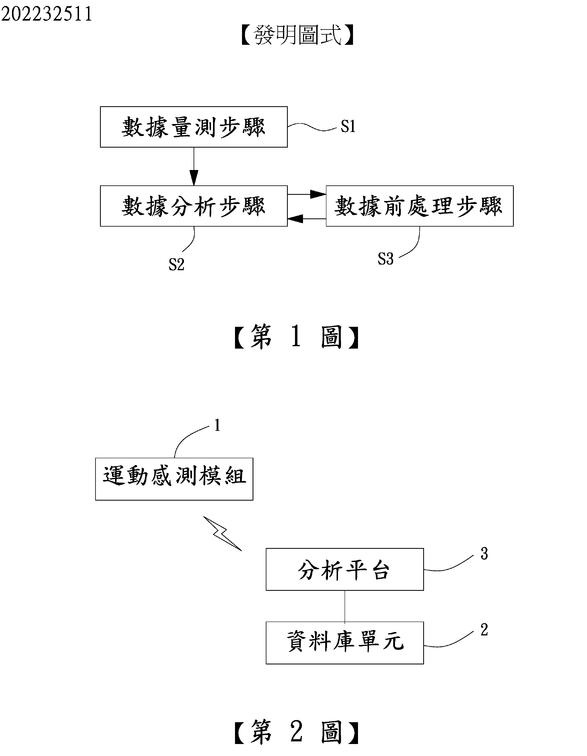 202232511
【發明圖式】
數據量測步驟
S1
數據分析步驟
數據前處理步驟
S2
S3
【第 1 圖】
1
運動感測模組
分析平台
3
資料庫單元
2
【第 2 圖】